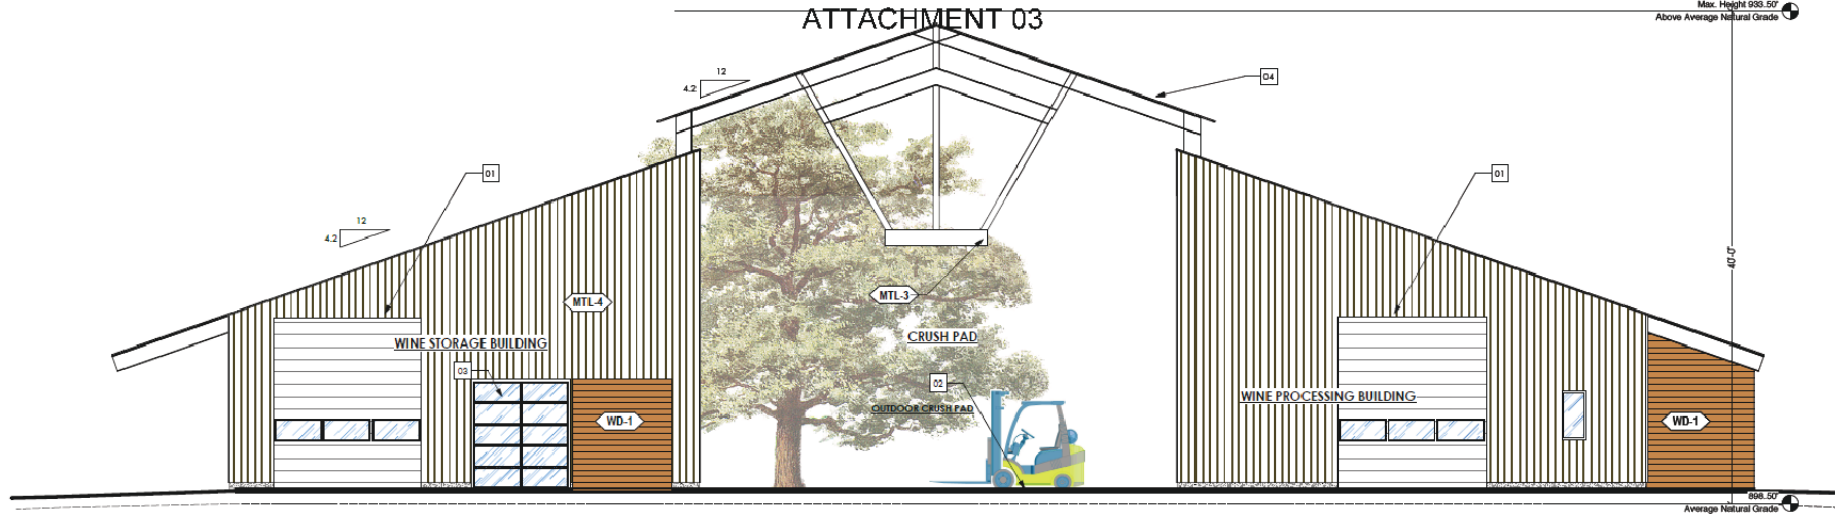 ATTACHMENT 03
Max. Height 933.50'
Above Average Natural Grade
12
4.2
04
01
01
12
4.2
40'-0"
MTL-4
MTL-3
WINE STORAGE BUILDING
CRUSH PAD
03
02
OUTDOOR CRUSH PAD
WINE PROCESSING BUILDING
WD-1
WD-1
898.50'
Average Natural Grade